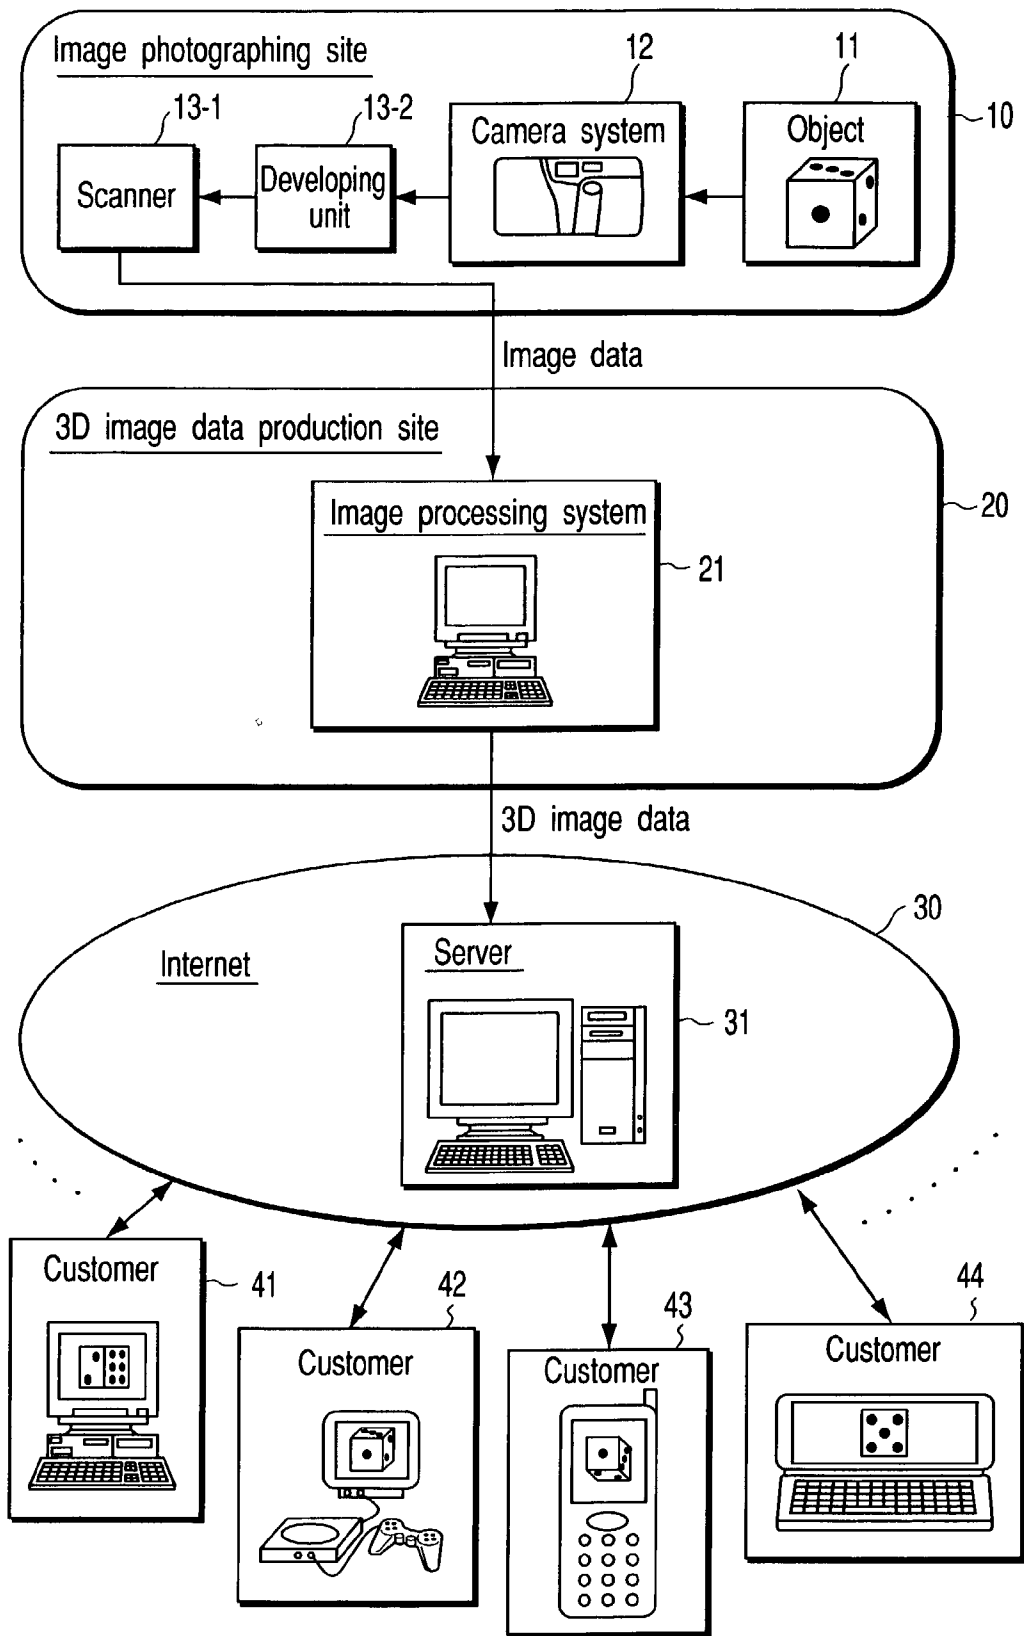 Image photographing site
12
11
13-1
13-2
10
Camera system
Object
Scanner
Developing
unit
Image data
3D image data production site
20
Image processing system
21
3D image data
30
Internet
Server
31
Customer
41
42
Customer
43
Customer
44
Customer